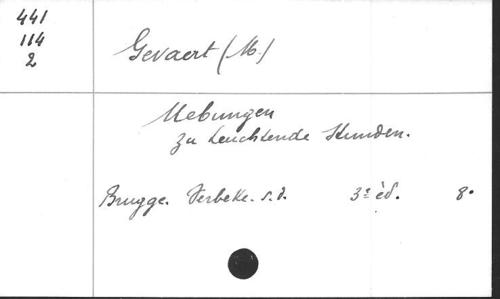 441
114
2
Gevaert (M.)
Uebungen
zu Leuchtende Stunden.
Brugge. Verbeke. s.d. 3e éd. 8°